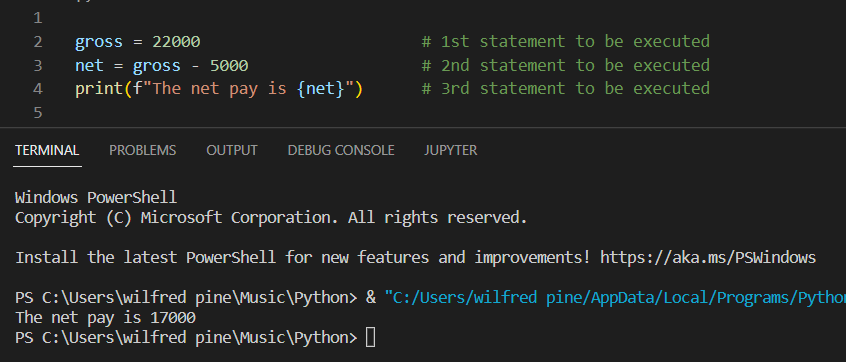 1
2 gross = 22000 # 1st statement to be executed
3 net = gross - 5000 # 2nd statement to be executed
4 print(f"The net pay is {net}") # 3rd statement to be executed
5
TERMINAL PROBLEMS OUTPUT DEBUG CONSOLE JUPYTER
Windows PowerShell
Copyright (C) Microsoft Corporation. All rights reserved.
Install the latest PowerShell for new features and improvements! https://aka.ms/PSWindows
PS C:\Users\wilfred pine\Music\Python> & "C:/Users/wilfred pine/AppData/Local/Programs/Pytho
The net pay is 17000
PS C:\Users\wilfred pine\Music\Python>